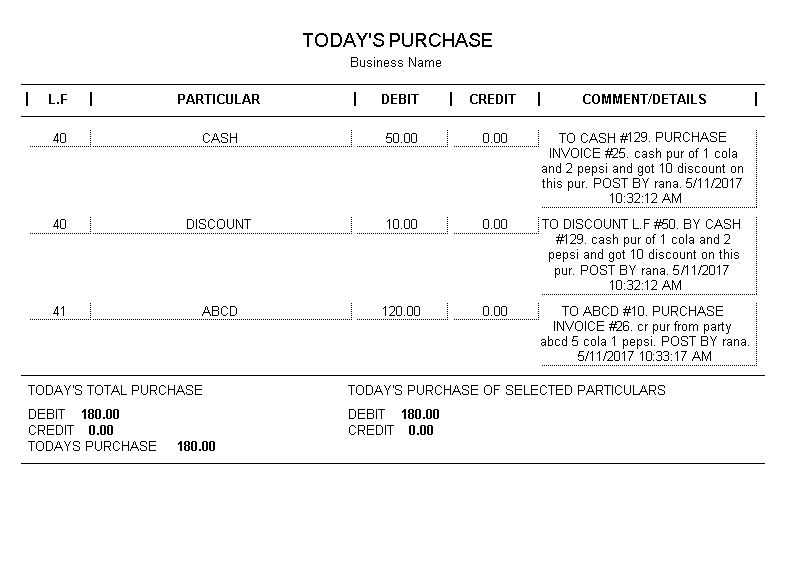 TODAY'S PURCHASE
Business Name
L.F PARTICULAR DEBIT CREDIT COMMENT/DETAILS
40 CASH 50.00 0.00 TO CASH #129. PURCHASE
INVOICE #25. cash pur of 1 cola
and 2 pepsi and got 10 discount on
this pur. POST BY rana. 5/11/2017
10:32:12 AM
40 DISCOUNT 10.00 0.00 TO DISCOUNT L.F #50. BY CASH
#129. cash pur of 1 cola and 2
pepsi and got 10 discount on this
pur. POST BY rana. 5/11/2017
10:32:12 AM
41 ABCD 120.00 0.00 TO ABCD #10. PURCHASE
INVOICE #26. cr pur from party
abcd 5 cola 1 pepsi. POST BY rana.
5/11/2017 10:33:17 AM
TODAY'S TOTAL PURCHASE TODAY'S PURCHASE OF SELECTED PARTICULARS
DEBIT 180.00 DEBIT 180.00
CREDIT 0.00 CREDIT 0.00
TODAYS PURCHASE 180.00